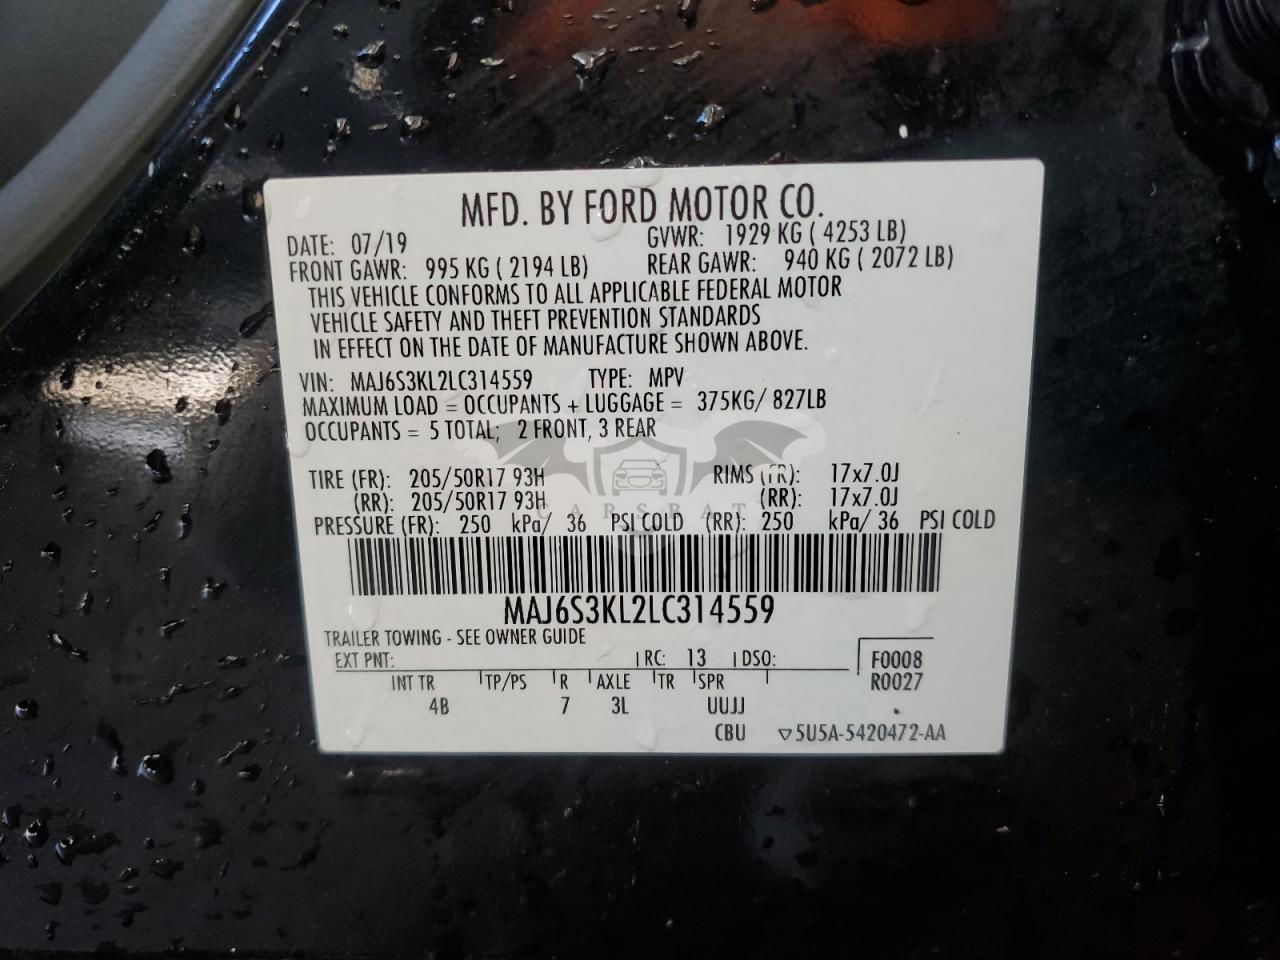 MFD. BY FORD MOTOR CO.
DATE: 07/19 GVWR: 1929 KG ( 4253 LB)
FRONT GAWR: 995 KG ( 2194 LB) REAR GAWR: 940 KG ( 2072 LB)
THIS VEHICLE CONFORMS TO ALL APPLICABLE FEDERAL MOTOR
VEHICLE SAFETY AND THEFT PREVENTION STANDARDS
IN EFFECT ON THE DATE OF MANUFACTURE SHOWN ABOVE.
VIN: MAJ6S3KL2LC314559 TYPE: MPV
MAXIMUM LOAD = OCCUPANTS + LUGGAGE = 375KG/ 827LB
OCCUPANTS = 5 TOTAL; 2 FRONT, 3 REAR
TIRE (FR): 205/50R17 93H RIMS (FR): 17x7.0J
(RR): 205/50R17 93H (RR): 17x7.0J
CARSBAT
PRESSURE (FR): 250 kPa/ 36 PSI COLD (RR): 250 kPa/ 36 PSI COLD
MAJ6S3KL2LC314559
TRAILER TOWING - SEE OWNER GUIDE
EXT PNT: RC: 13 DSO: F0008
INT TR TP/PS R AXLE TR SPR R0027
4B 7 3L UUJJ
CBU ▽5U5A-5420472-AA